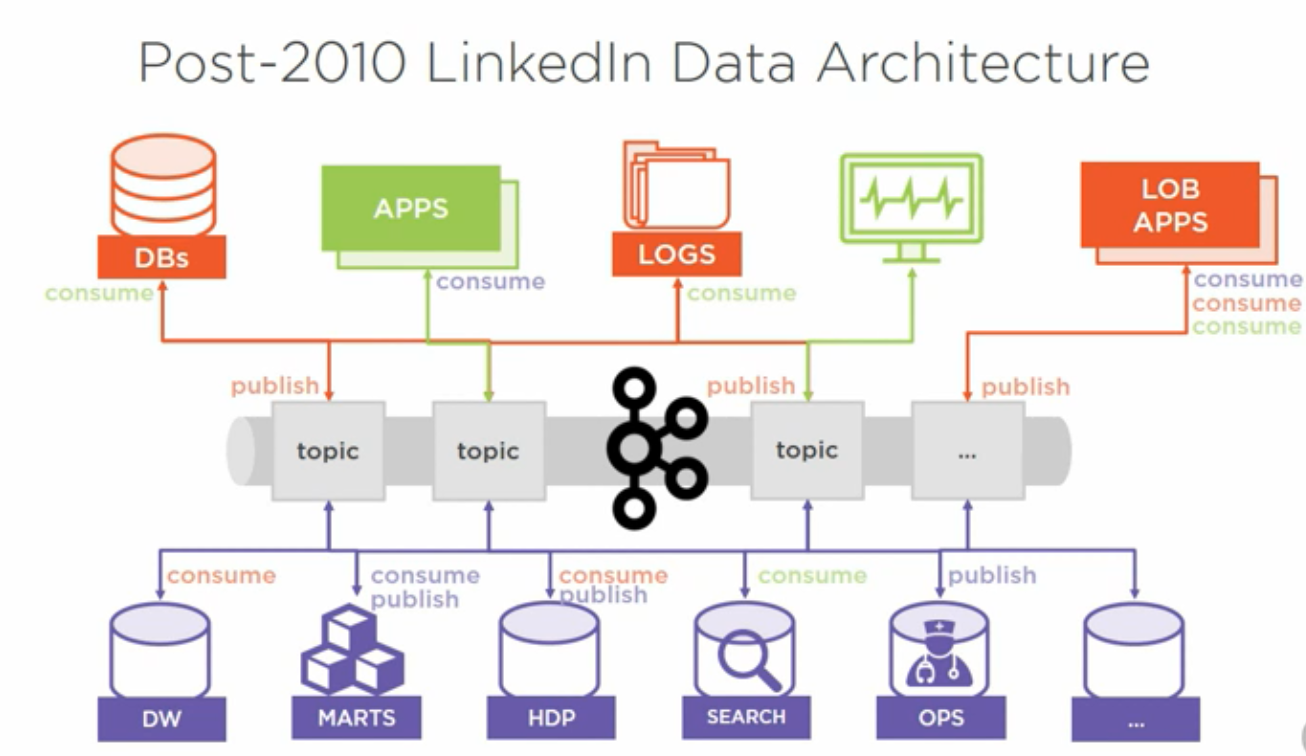 Post-2010 LinkedIn Data Architecture
DBs
APPS
LOGS
LOB
APPS
consume
consume
consume
consume
consume
consume
publish
publish
publish
topic
topic
topic
...
consume
consume
publish
consume
publish
consume
publish
DW
MARTS
HDP
SEARCH
OPS
...